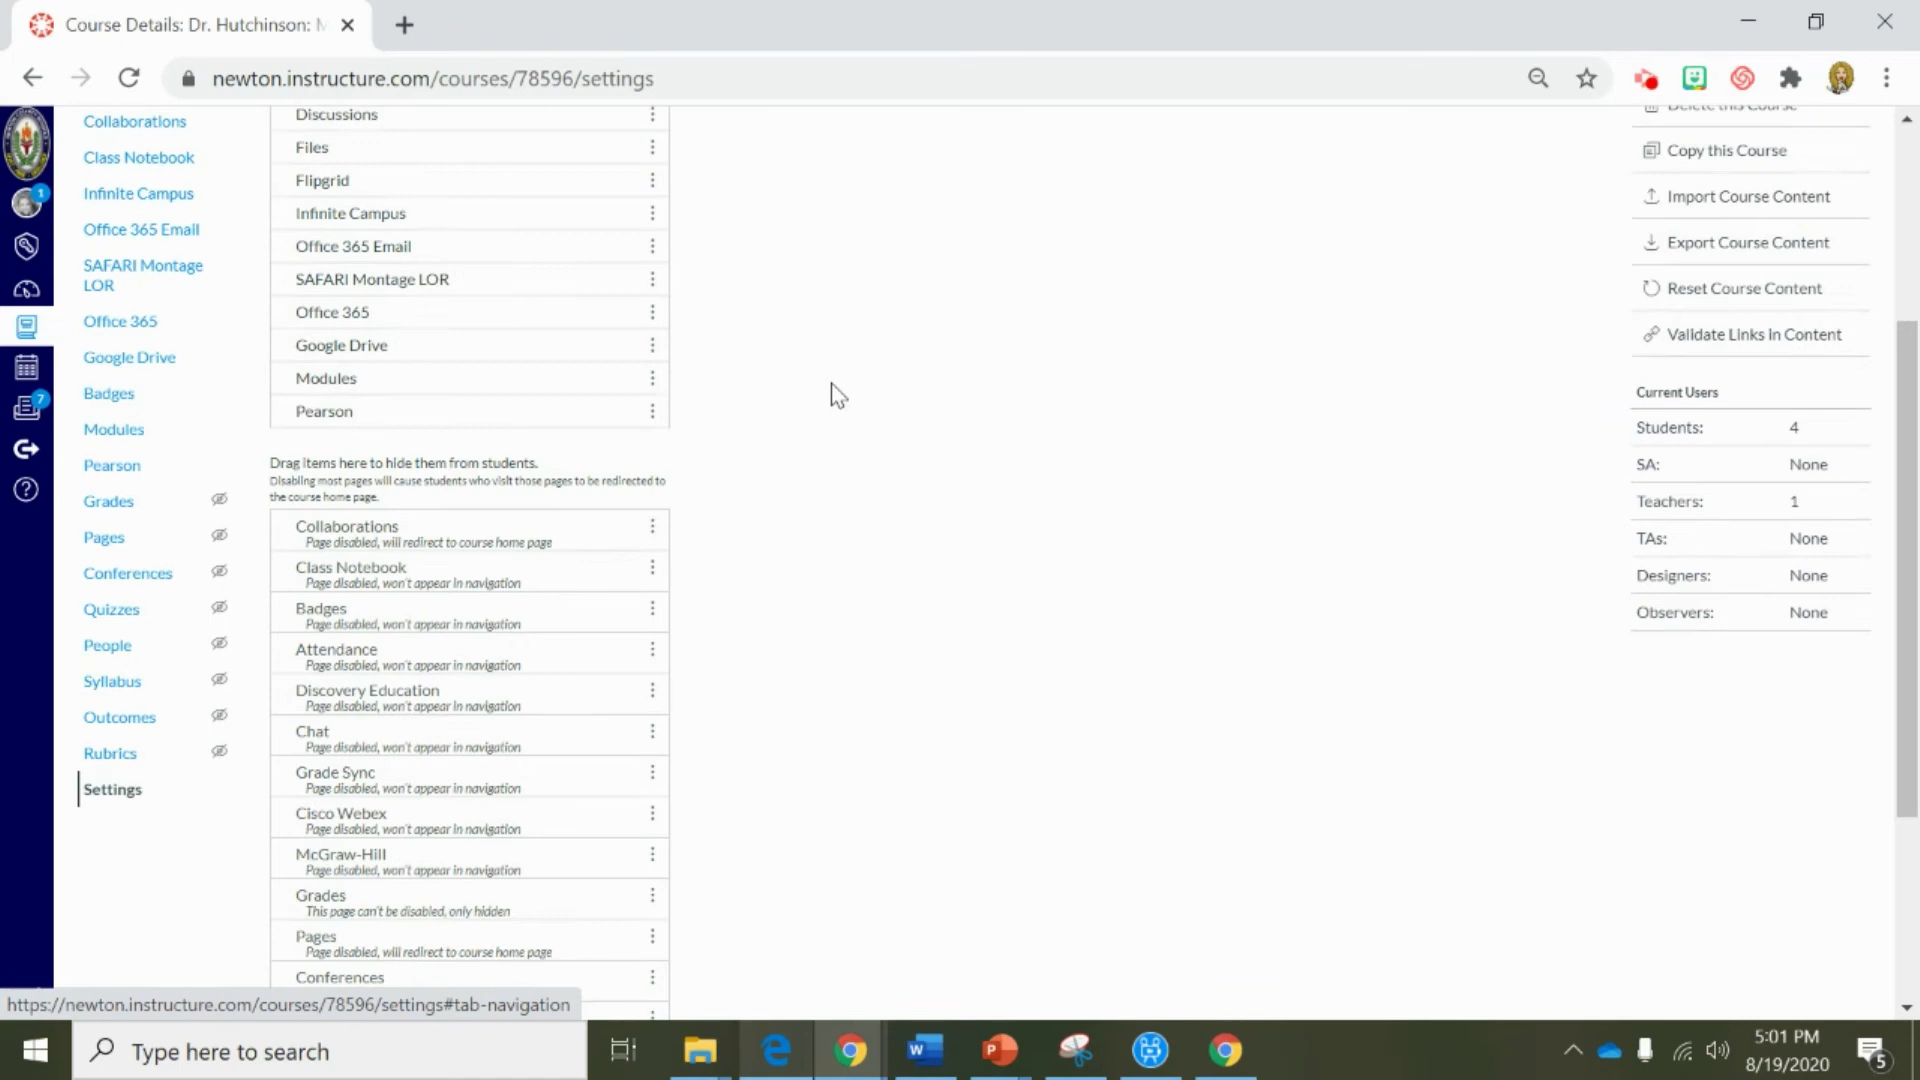 Course Details: Dr. Hutchinson: M
newton.instructure.com/courses/78596/settings
1
7
Collaborations
Class Notebook
Infinite Campus
Office 365 Email
SAFARI Montage
LOR
Office 365
Google Drive
Badges
Modules
Pearson
Grades
Pages
Conferences
Quizzes
People
Syllabus
Outcomes
Rubrics
Settings
Discussions
Files
Flipgrid
Infinite Campus
Office 365 Email
SAFARI Montage LOR
Office 365
Google Drive
Modules
Pearson
Drag items here to hide them from students.
Disabling most pages will cause students who visit those pages to be redirected to
the course home page.
Collaborations
Page disabled, will redirect to course home page
Class Notebook
Page disabled, won't appear in navigation
Badges
Page disabled, won't appear in navigation
Attendance
Page disabled, won't appear in navigation
Discovery Education
Page disabled, won't appear in navigation
Chat
Page disabled, won't appear in navigation
Grade Sync
Page disabled, won't appear in navigation
Cisco Webex
Page disabled, won't appear in navigation
McGraw-Hill
Page disabled, won't appear in navigation
Grades
This page can't be disabled, only hidden
Pages
Page disabled, will redirect to course home page
Conferences
Delete this Course
Copy this Course
Import Course Content
Export Course Content
Reset Course Content
Validate Links in Content
Current Users
Students: 4
SA: None
Teachers: 1
TAs: None
Designers: None
Observers: None
https://newton.instructure.com/courses/78596/settings#tab-navigation
Type here to search
5:01 PM
8/19/2020
5